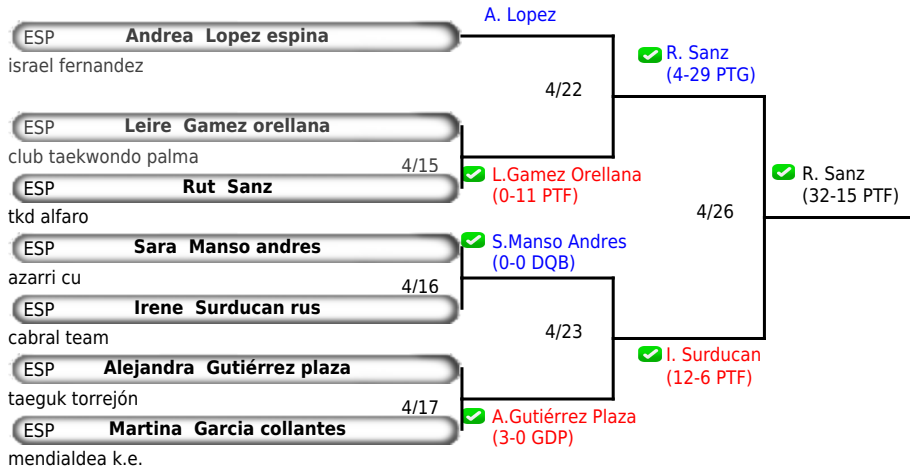 A. Lopez
ESP Andrea Lopez espina
israel fernandez
R. Sanz
(4-29 PTG)
4/22
ESP Leire Gamez orellana
club taekwondo palma
4/15
L.Gamez Orellana
(0-11 PTF)
ESP Rut Sanz
tkd alfaro
R. Sanz
(32-15 PTF)
4/26
ESP Sara Manso andres
azarri cu
S.Manso Andres
(0-0 DQB)
4/16
ESP Irene Surducan rus
cabral team
4/23
I. Surducan
(12-6 PTF)
ESP Alejandra Gutiérrez plaza
taeguk torrejón
4/17
A.Gutiérrez Plaza
(3-0 GDP)
ESP Martina Garcia collantes
mendialdea k.e.